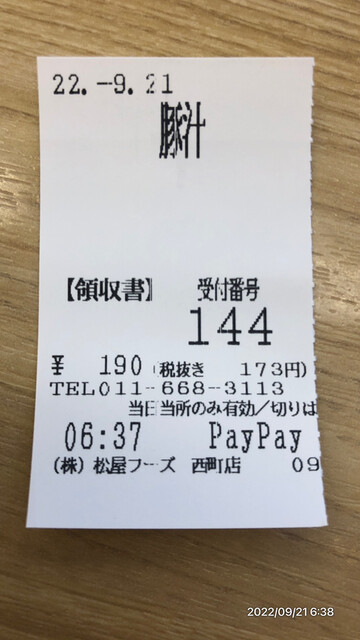 22.-9.21
豚汁
【領収書】 受付番号
144
¥ 190(税抜き 173円)
TEL011-668-3113
当日当所のみ有効/切りは
06:37 PayPay
(株)松屋フーズ 西町店 09
2022/09/21 6:38